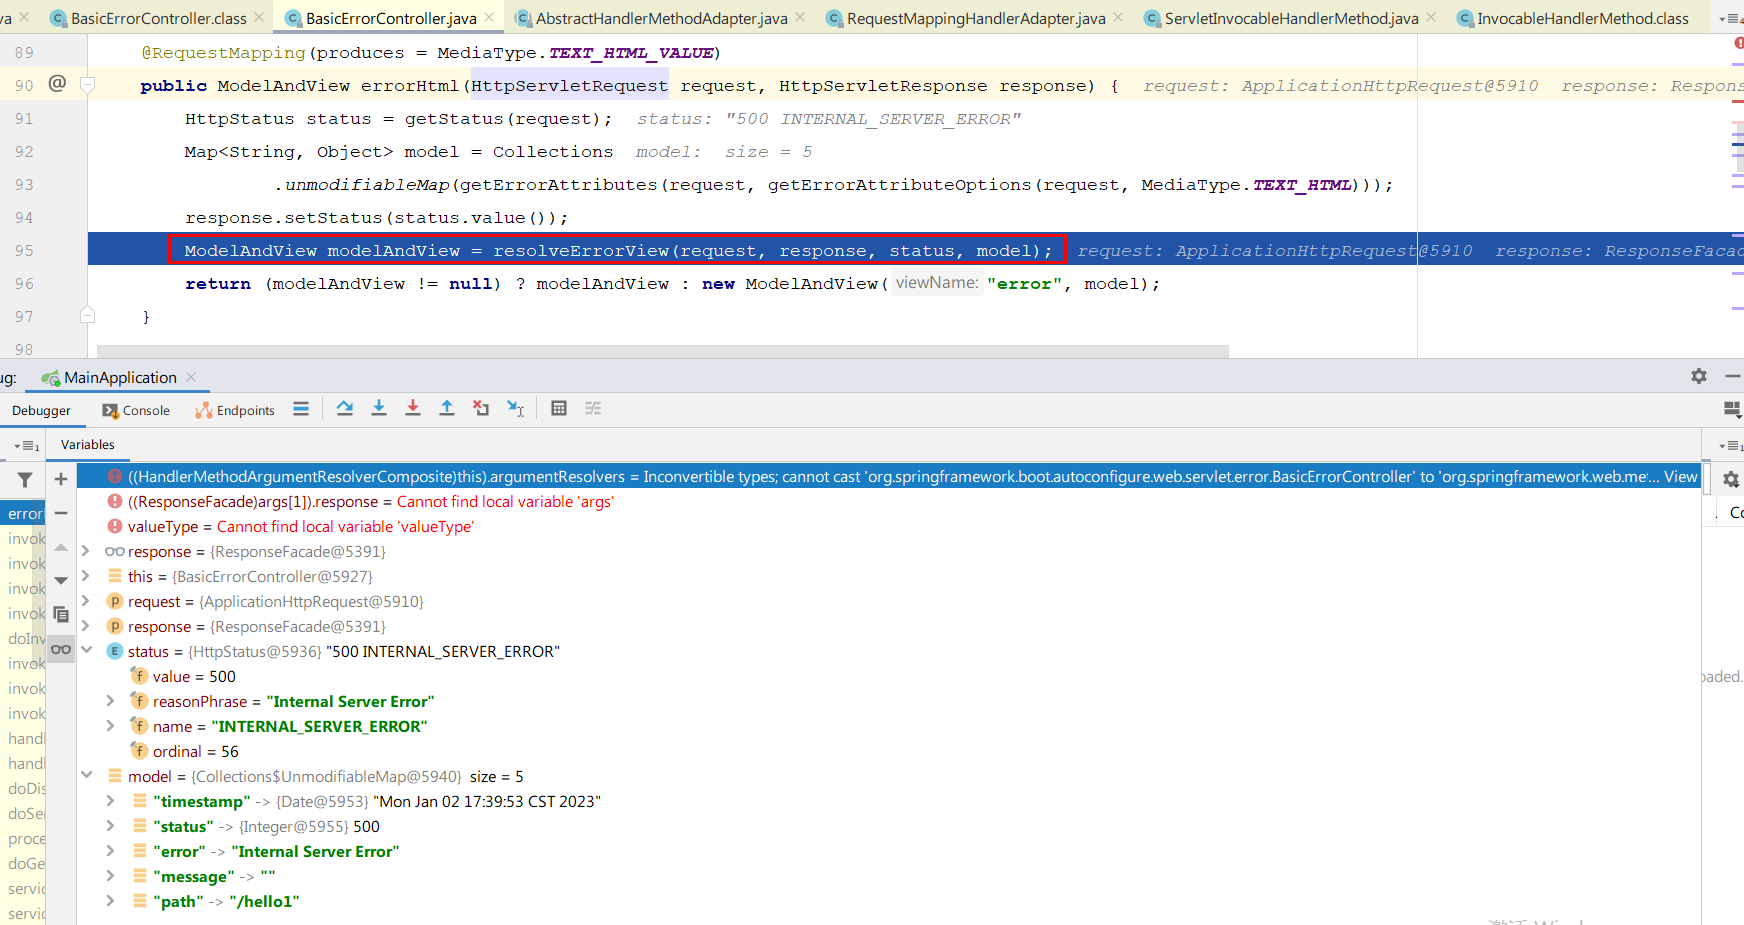 va
BasicErrorController.class
BasicErrorController.java
AbstractHandlerMethodAdapter.java
RequestMappingHandlerAdapter.java
ServletInvocableHandlerMethod.java
InvocableHandlerMethod.class
89 @RequestMapping(produces = MediaType.TEXT_HTML_VALUE)
90 @ public ModelAndView errorHtml(HttpServletRequest request, HttpServletResponse response) { request: ApplicationHttpRequest@5910 response: Respons
91 HttpStatus status = getStatus(request); status: "500 INTERNAL_SERVER_ERROR"
92 Map<String, Object> model = Collections model: size = 5
93 .unmodifiableMap(getErrorAttributes(request, getErrorAttributeOptions(request, MediaType.TEXT_HTML)));
94 response.setStatus(status.value());
95 ModelAndView modelAndView = resolveErrorView(request, response, status, model); request: ApplicationHttpRequest@5910 response: ResponseFacad
96 return (modelAndView != null) ? modelAndView : new ModelAndView( viewName: "error", model);
97 }
98
ug: MainApplication
Debugger Console Endpoints
Variables
((HandlerMethodArgumentResolverComposite)this).argumentResolvers = Inconvertible types; cannot cast 'org.springframework.boot.autoconfigure.web.servlet.error.BasicErrorController' to 'org.springframework.web.me'... View
((ResponseFacade)args[1]).response = Cannot find local variable 'args'
valueType = Cannot find local variable 'valueType'
response = {ResponseFacade@5391}
this = {BasicErrorController@5927}
request = {ApplicationHttpRequest@5910}
response = {ResponseFacade@5391}
status = {HttpStatus@5936} "500 INTERNAL_SERVER_ERROR"
value = 500
reasonPhrase = "Internal Server Error"
name = "INTERNAL_SERVER_ERROR"
ordinal = 56
model = {Collections$UnmodifiableMap@5940} size = 5
"timestamp" -> {Date@5953} "Mon Jan 02 17:39:53 CST 2023"
"status" -> {Integer@5955} 500
"error" -> "Internal Server Error"
"message" -> ""
"path" -> "/hello1"
error
invok
invok
invok
invok
doInv
invok
invok
invok
handl
handl
doDis
doSer
proce
doGe
servic
servic
Co
oaded.